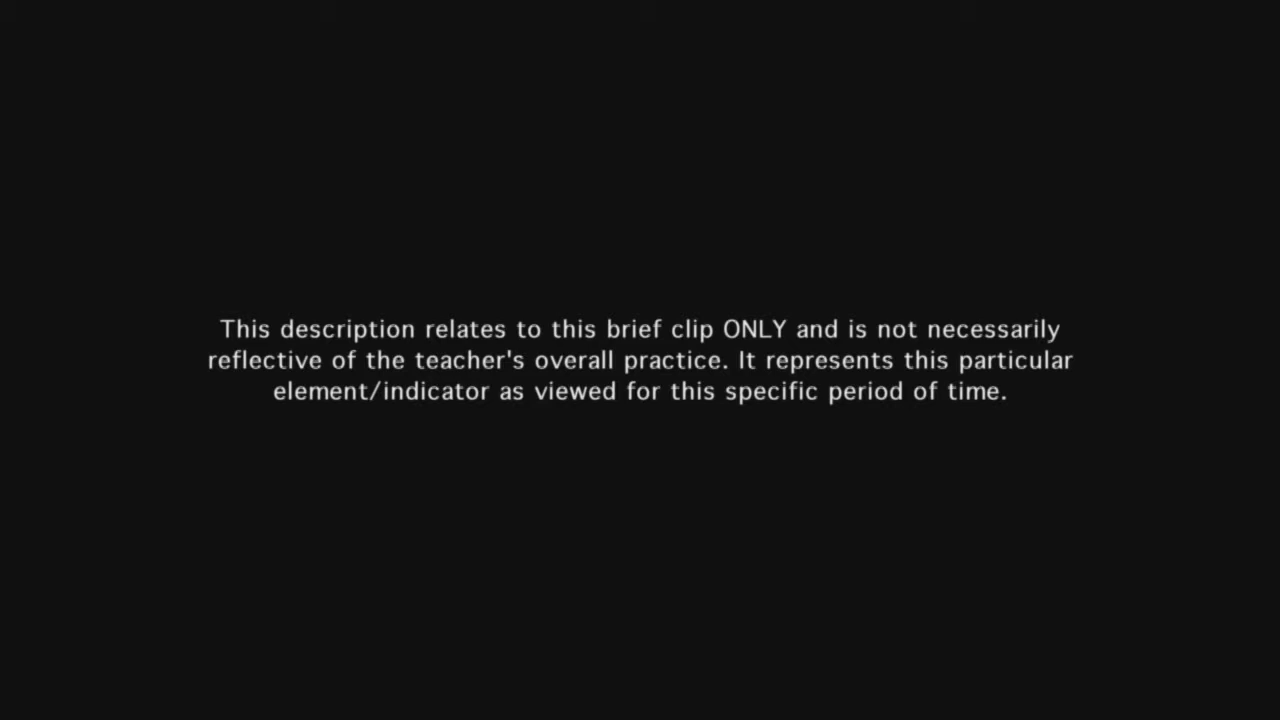 This description relates to this brief clip ONLY and is not necessarily
reflective of the teacher's overall practice. It represents this particular
element/indicator as viewed for this specific period of time.